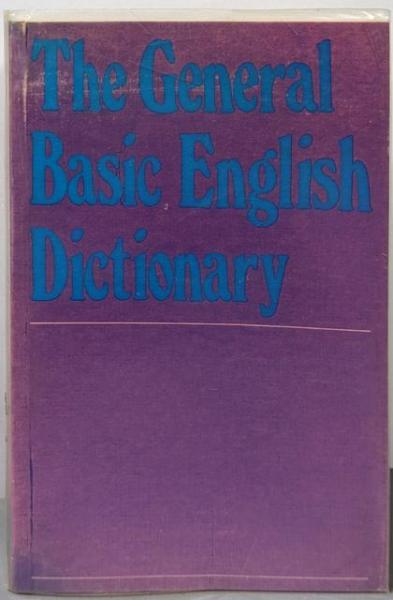 The General
Basic English
Dictionary